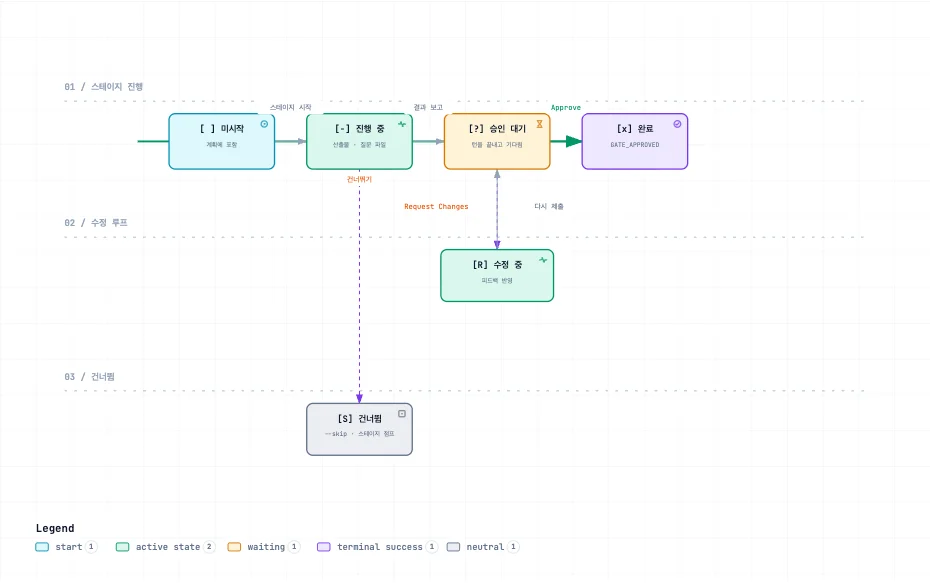 01 / 스테이지 진행
스테이지 시작
결과 보고
Approve
[ ] 미시작
계획에 포함
[-] 진행 중
산출물 · 질문 파일
[?] 승인 대기
턴을 끝내고 기다림
[x] 완료
GATE_APPROVED
건너뛰기
Request Changes
다시 제출
02 / 수정 루프
[R] 수정 중
피드백 반영
03 / 건너뜀
[S] 건너뜀
--skip · 스테이지 점프
Legend
start 1
active state 2
waiting 1
terminal success 1
neutral 1